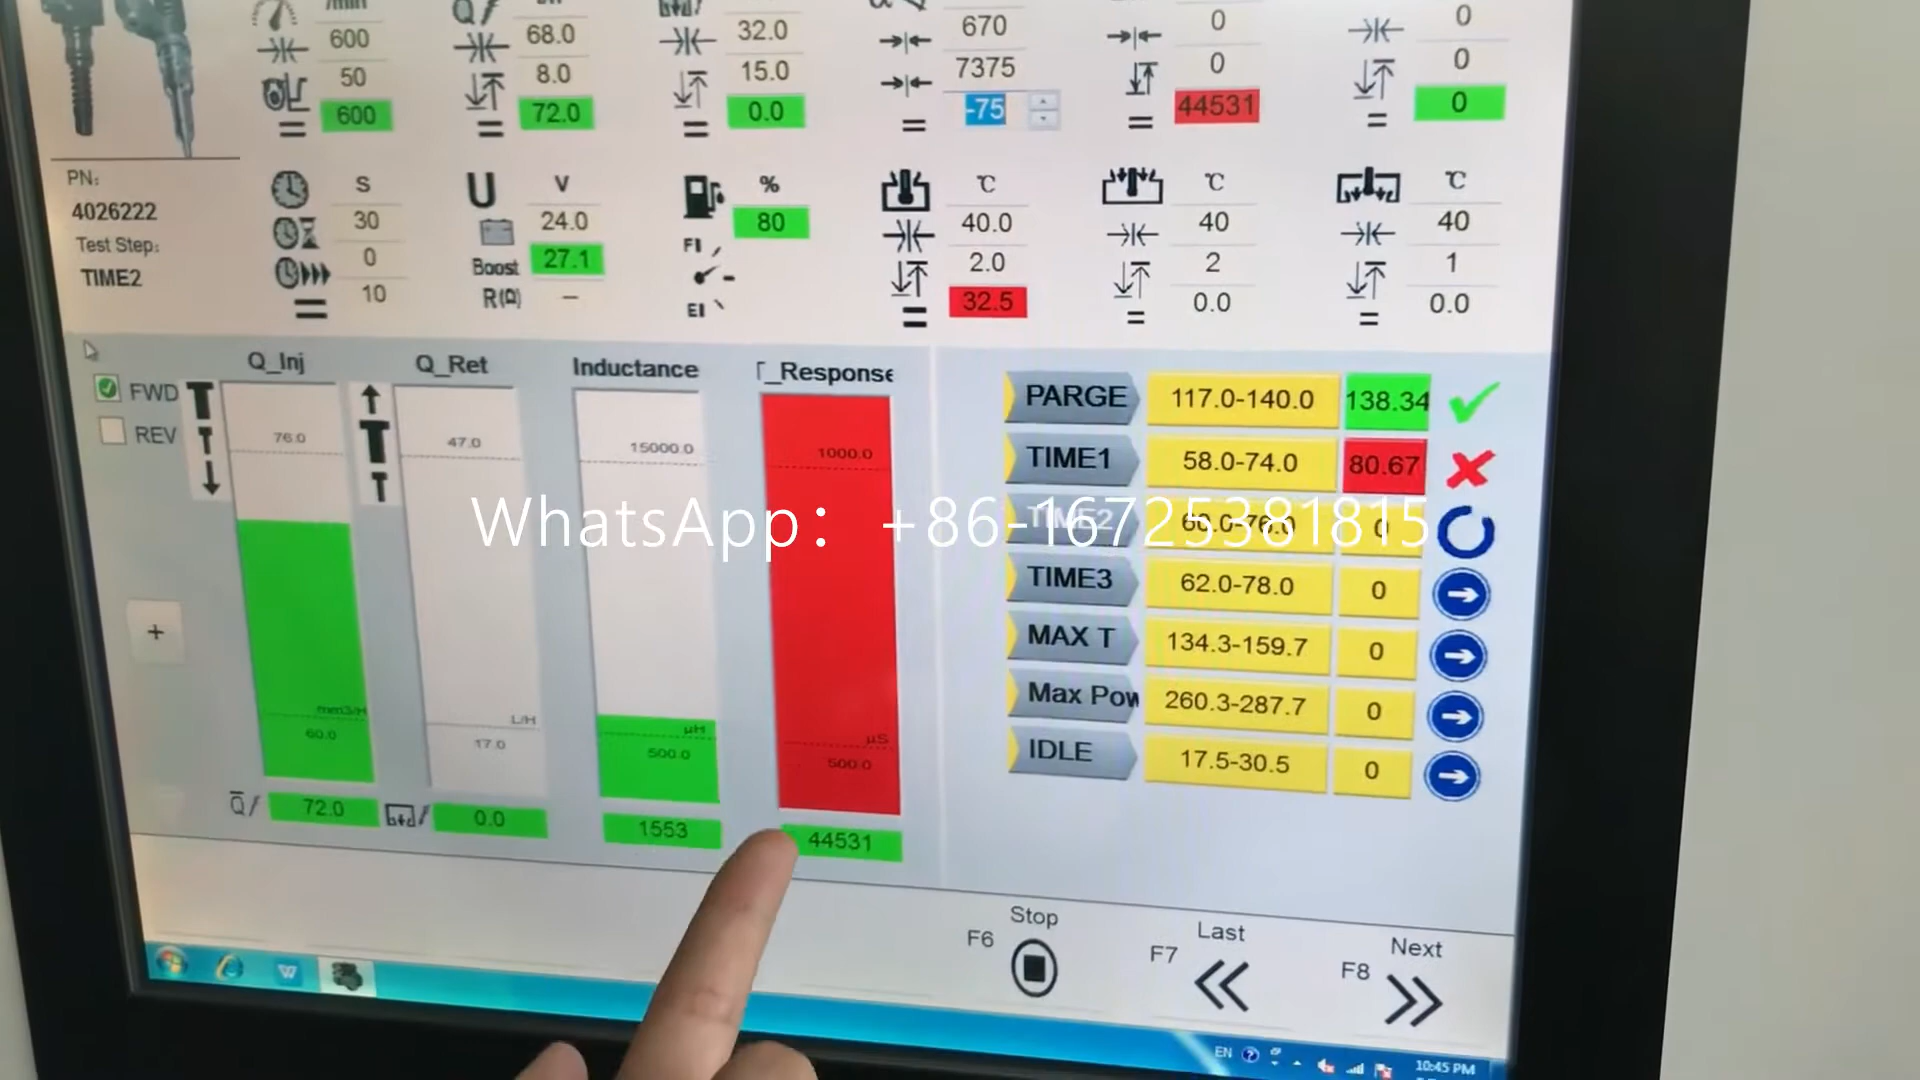 600 68.0 32.0 670 0 0
50 8.0 15.0 7375 0 0
600 72.0 0.0 -75 44531 0
PN:
4026222
Test Step:
TIME2
S V % ℃ ℃ ℃
30 24.0 80 40.0 40 40
0 Boost 27.1 2.0 2 1
10 R(Ω) – 32.5 0.0 0.0
U
FWD
REV
+
Q_Inj Q_Ret Inductance T_Response
76.0 47.0 15000.0 1000.0
mm3/H L/H µH µS
60.0 17.0 500.0 500.0
Q/ 72.0 0.0 1553 44531
PARGE 117.0-140.0 138.34
TIME1 58.0-74.0 80.67
TIME2 60.0-76.0 0
TIME3 62.0-78.0 0
MAX T 134.3-159.7 0
Max Pow 260.3-287.7 0
IDLE 17.5-30.5 0
WhatsApp：+86-16725381815
F6 Stop
F7 Last
F8 Next
EN 10:45 PM